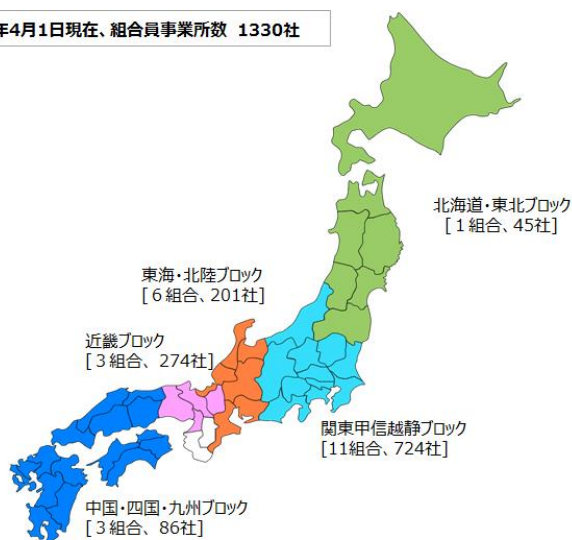 年4月1日現在、組合員事業所数 1330社
北海道・東北ブロック
[1組合、45社]
東海・北陸ブロック
[6組合、201社]
近畿ブロック
[3組合、274社]
関東甲信越静ブロック
[11組合、724社]
中国・四国・九州ブロック
[3組合、86社]